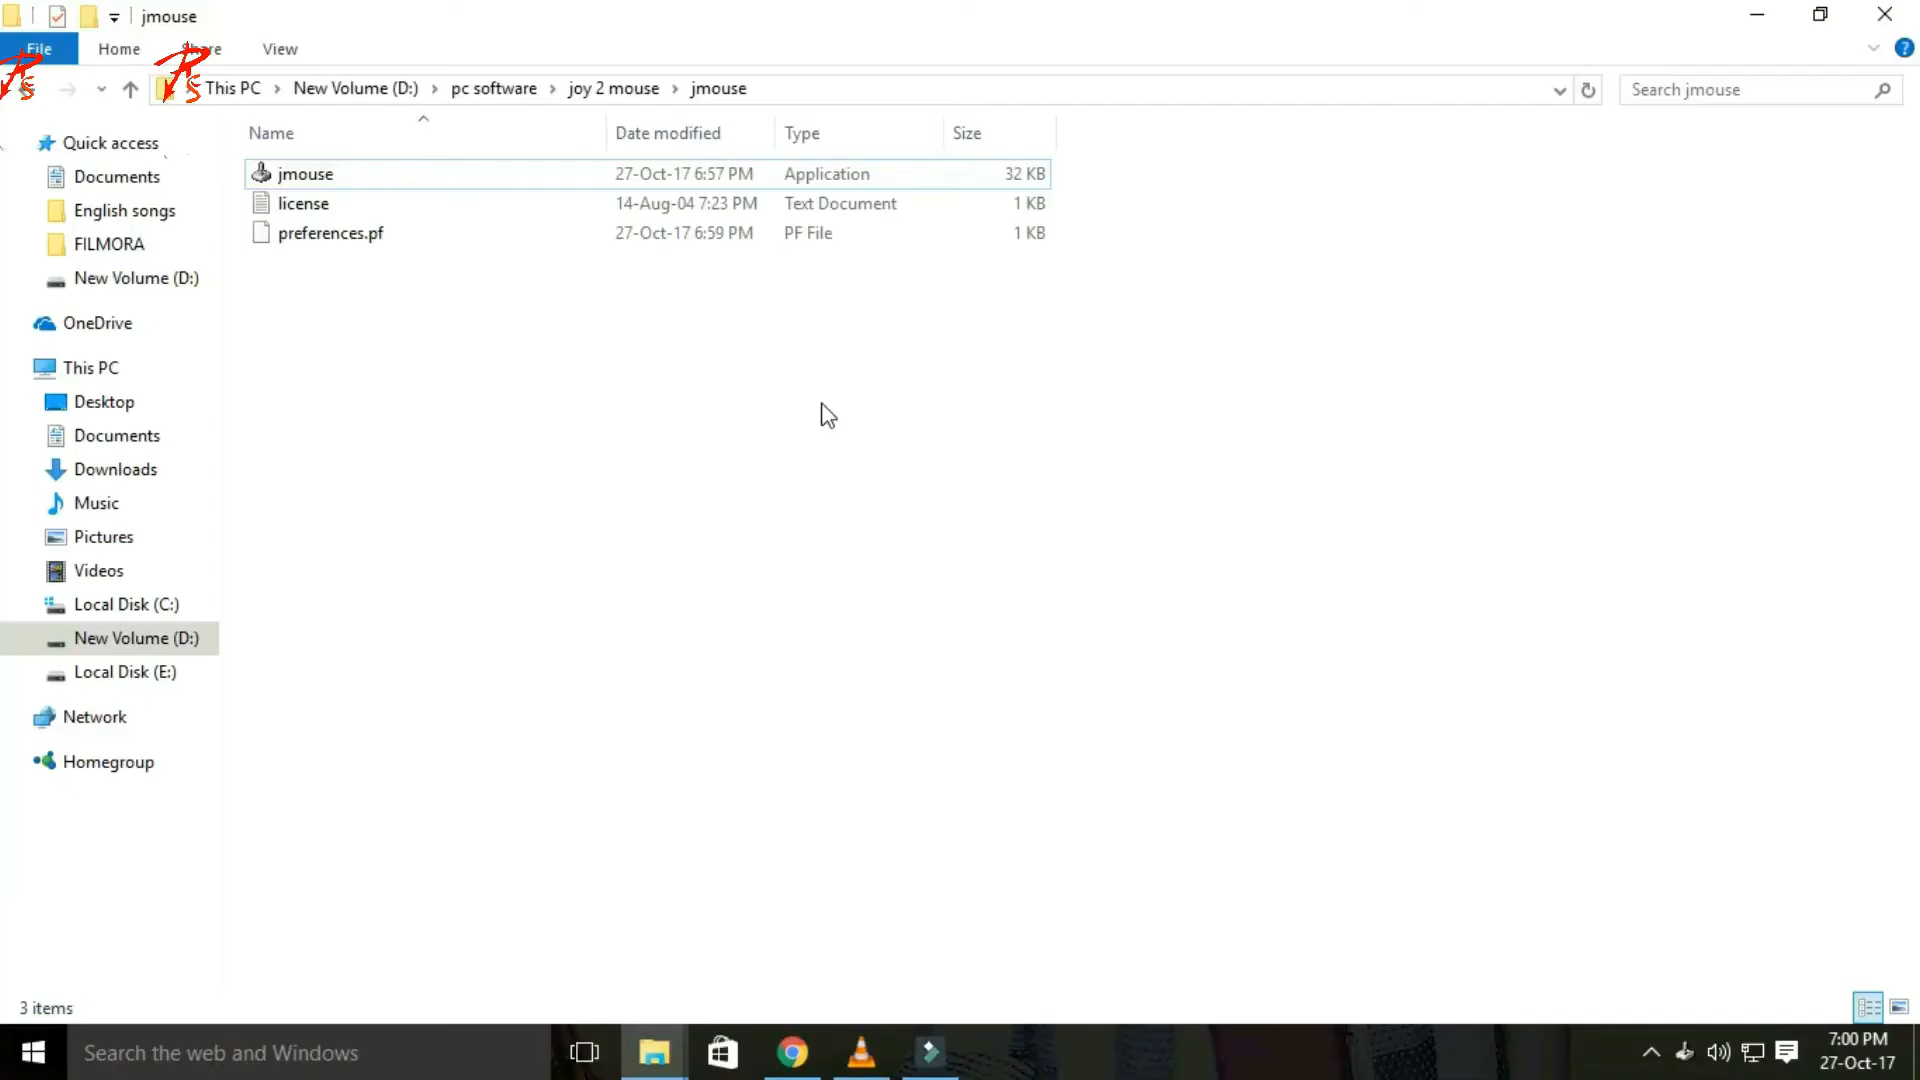 jmouse
File Home Share View
This PC New Volume (D:) pc software joy 2 mouse jmouse
Search jmouse
Name Date modified Type Size
jmouse 27-Oct-17 6:57 PM Application 32 KB
license 14-Aug-04 7:23 PM Text Document 1 KB
preferences.pf 27-Oct-17 6:59 PM PF File 1 KB
Quick access
Documents
English songs
FILMORA
New Volume (D:)
OneDrive
This PC
Desktop
Documents
Downloads
Music
Pictures
Videos
Local Disk (C:)
New Volume (D:)
Local Disk (E:)
Network
Homegroup
3 items
Search the web and Windows
7:00 PM
27-Oct-17